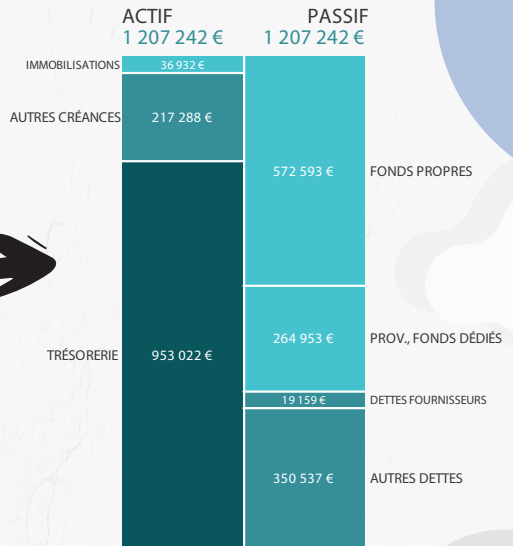 ACTIF
1 207 242 €
PASSIF
1 207 242 €
IMMOBILISATIONS
36 932 €
AUTRES CRÉANCES
217 288 €
TRÉSORERIE
953 022 €
572 593 €
FONDS PROPRES
264 953 €
PROV., FONDS DÉDIÉS
19 159 €
DETTES FOURNISSEURS
350 537 €
AUTRES DETTES